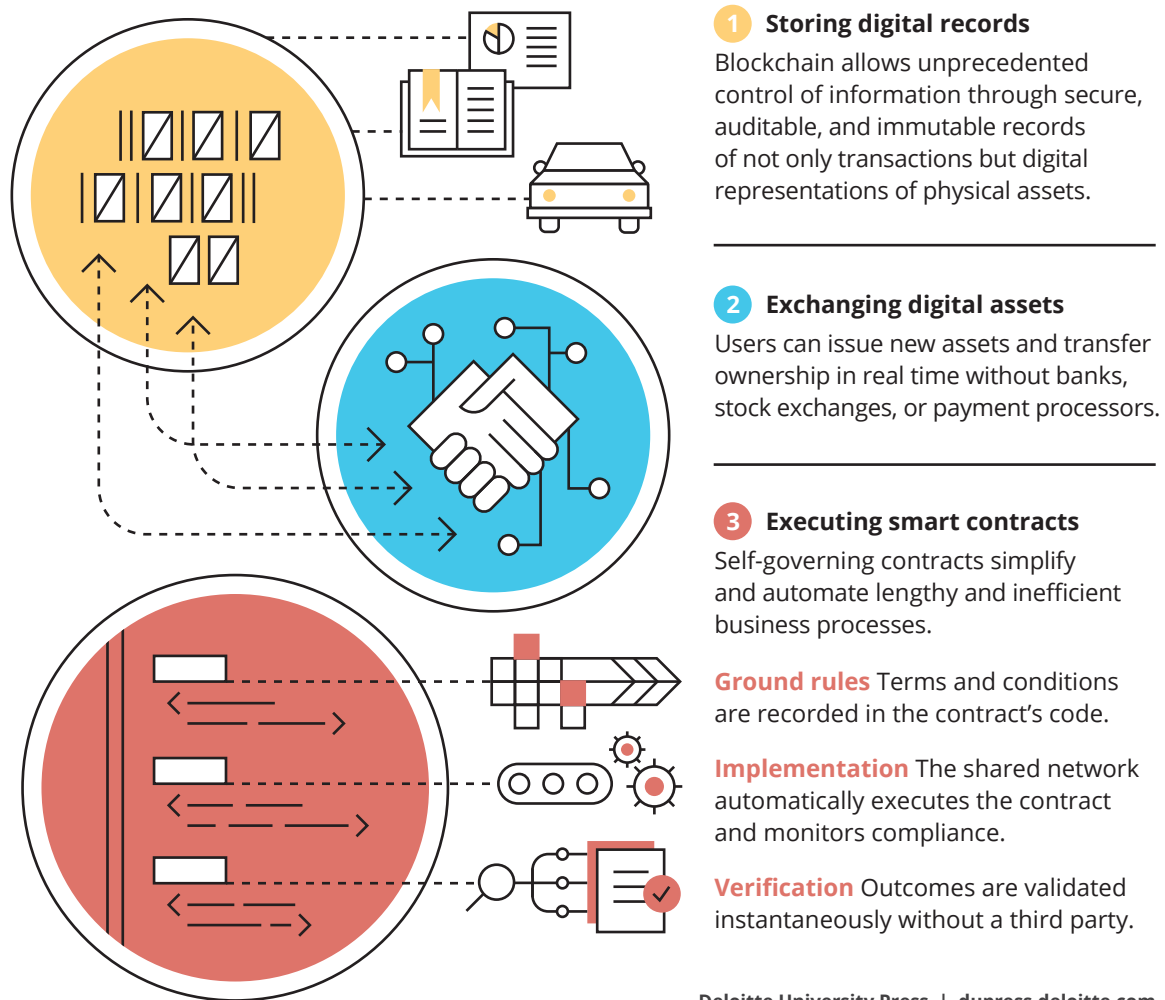 1 Storing digital records
Blockchain allows unprecedented
control of information through secure,
auditable, and immutable records
of not only transactions but digital
representations of physical assets.
2 Exchanging digital assets
Users can issue new assets and transfer
ownership in real time without banks,
stock exchanges, or payment processors.
3 Executing smart contracts
Self-governing contracts simplify
and automate lengthy and inefficient
business processes.
Ground rules Terms and conditions
are recorded in the contract’s code.
Implementation The shared network
automatically executes the contract
and monitors compliance.
Verification Outcomes are validated
instantaneously without a third party.
Deloitte University Press | dupress.deloitte.com